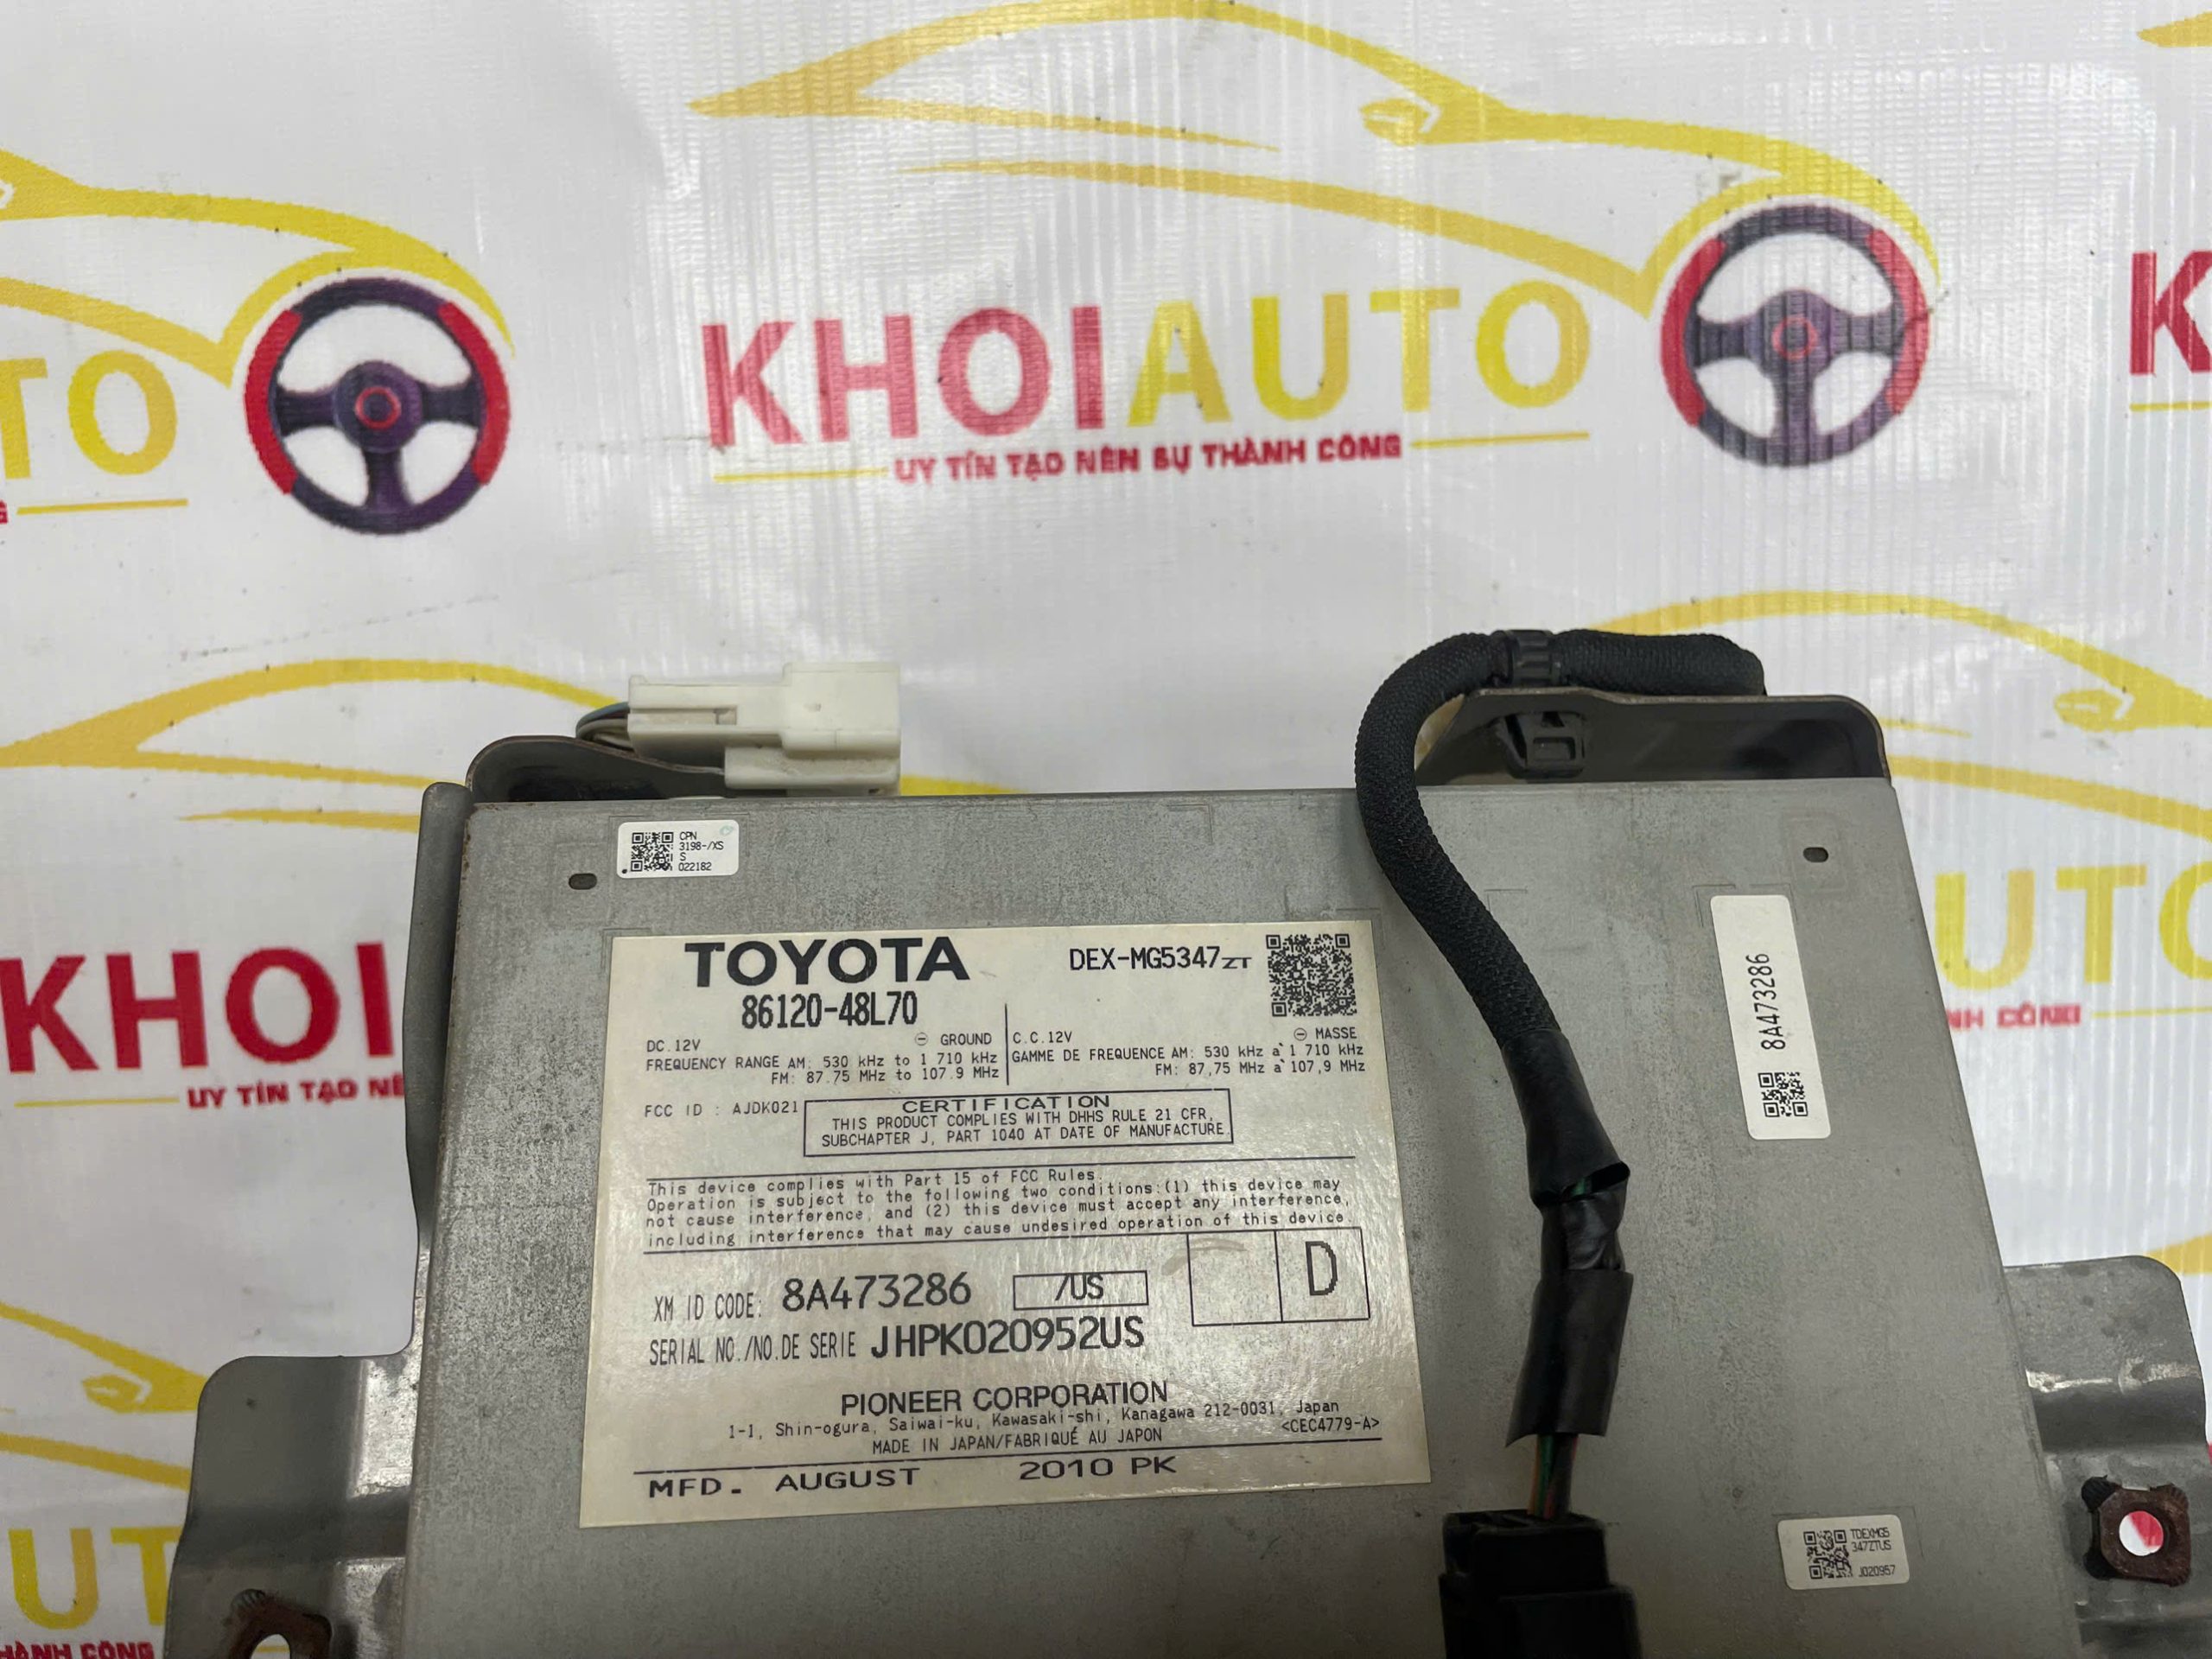 KHOIAUTO
UY TÍN TẠO NÊN SỰ THÀNH CÔNG
TO
K
KHOI
UY TÍN TẠO NÊ
UTO
NH CÔNG
UT
HÀNH CÔNG
CPN
3198-/XS
S
022182
TOYOTA
86120-48L70
DEX-MG5347ZT
DC.12V ⊖ GROUND
FREQUENCY RANGE AM: 530 kHz to 1 710 kHz
FM: 87.75 MHz to 107.9 MHz
C.C.12V ⊖ MASSE
GAMME DE FREQUENCE AM: 530 kHz à 1 710 kHz
FM: 87,75 MHz à 107,9 MHz
FCC ID : AJDK021
CERTIFICATION
THIS PRODUCT COMPLIES WITH DHHS RULE 21 CFR,
SUBCHAPTER J, PART 1040 AT DATE OF MANUFACTURE.
This device complies with Part 15 of FCC Rules.
Operation is subject to the following two conditions:(1) this device may
not cause interference, and (2) this device must accept any interference,
including interference that may cause undesired operation of this device.
XM ID CODE: 8A473286 /US
D
SERIAL NO./NO.DE SERIE JHPK020952US
PIONEER CORPORATION
1-1, Shin-ogura, Saiwai-ku, Kawasaki-shi, Kanagawa 212-0031, Japan
MADE IN JAPAN/FABRIQUÉ AU JAPON
<CEC4779-A>
MFD. AUGUST 2010 PK
8A473286
TDEXMG5
347ZTUS
J020957